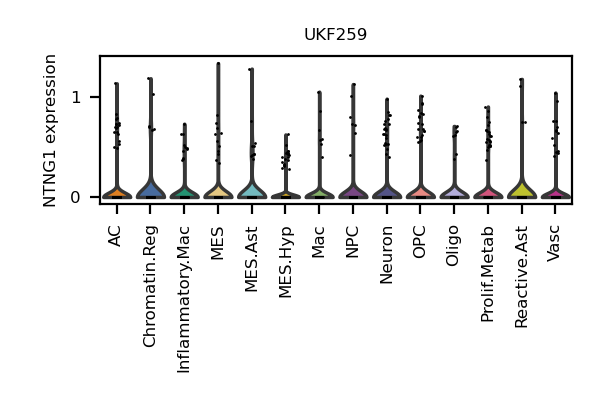 UKF259
NTNG1 expression
1
0
AC
Chromatin.Reg
Inflammatory.Mac
MES
MES.Ast
MES.Hyp
Mac
NPC
Neuron
OPC
Oligo
Prolif.Metab
Reactive.Ast
Vasc